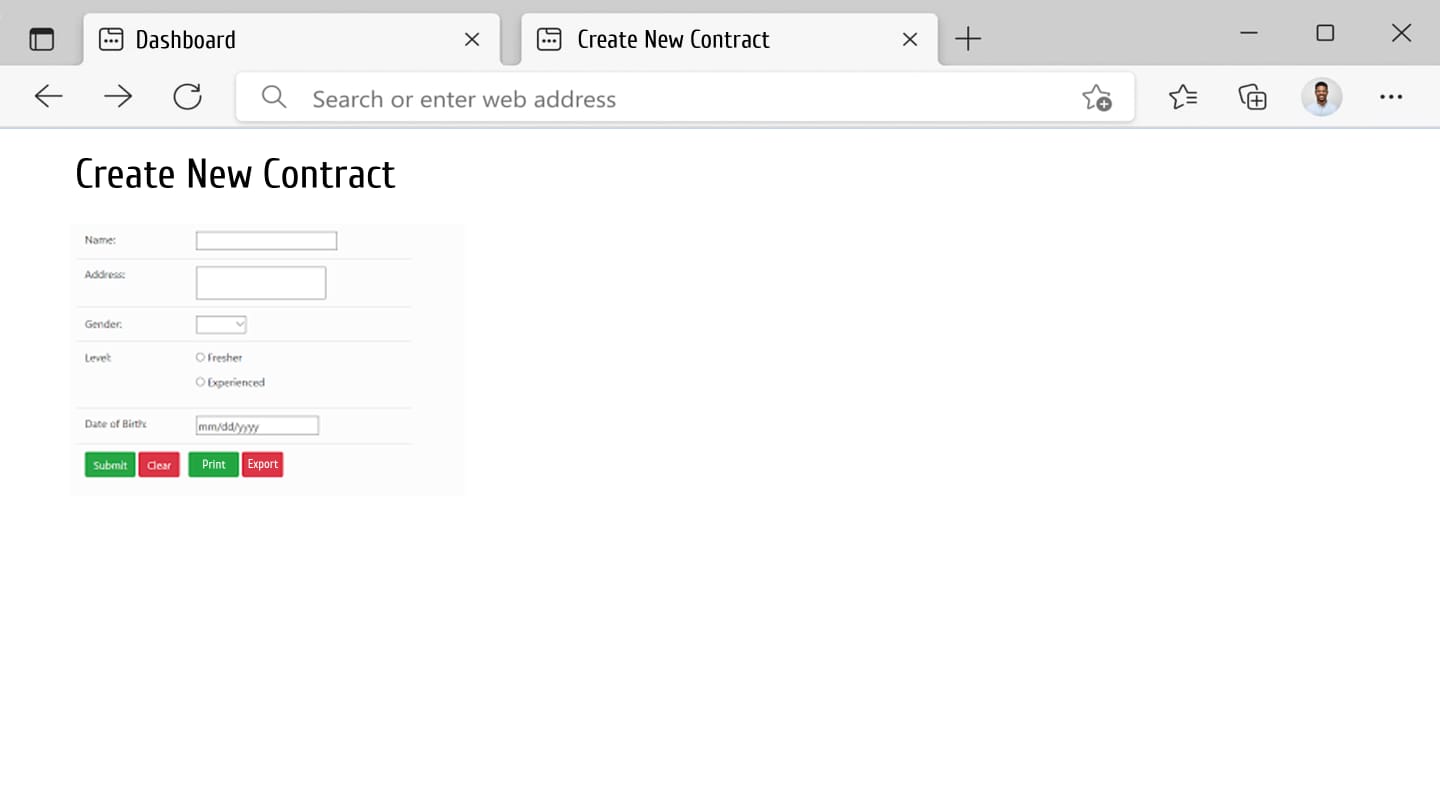 Dashboard
Create New Contract
Search or enter web address
Create New Contract
Name:
Address:
Gender:
Level:
Fresher
Experienced
Date of Birth:
mm/dd/yyyy
Submit Clear Print Export